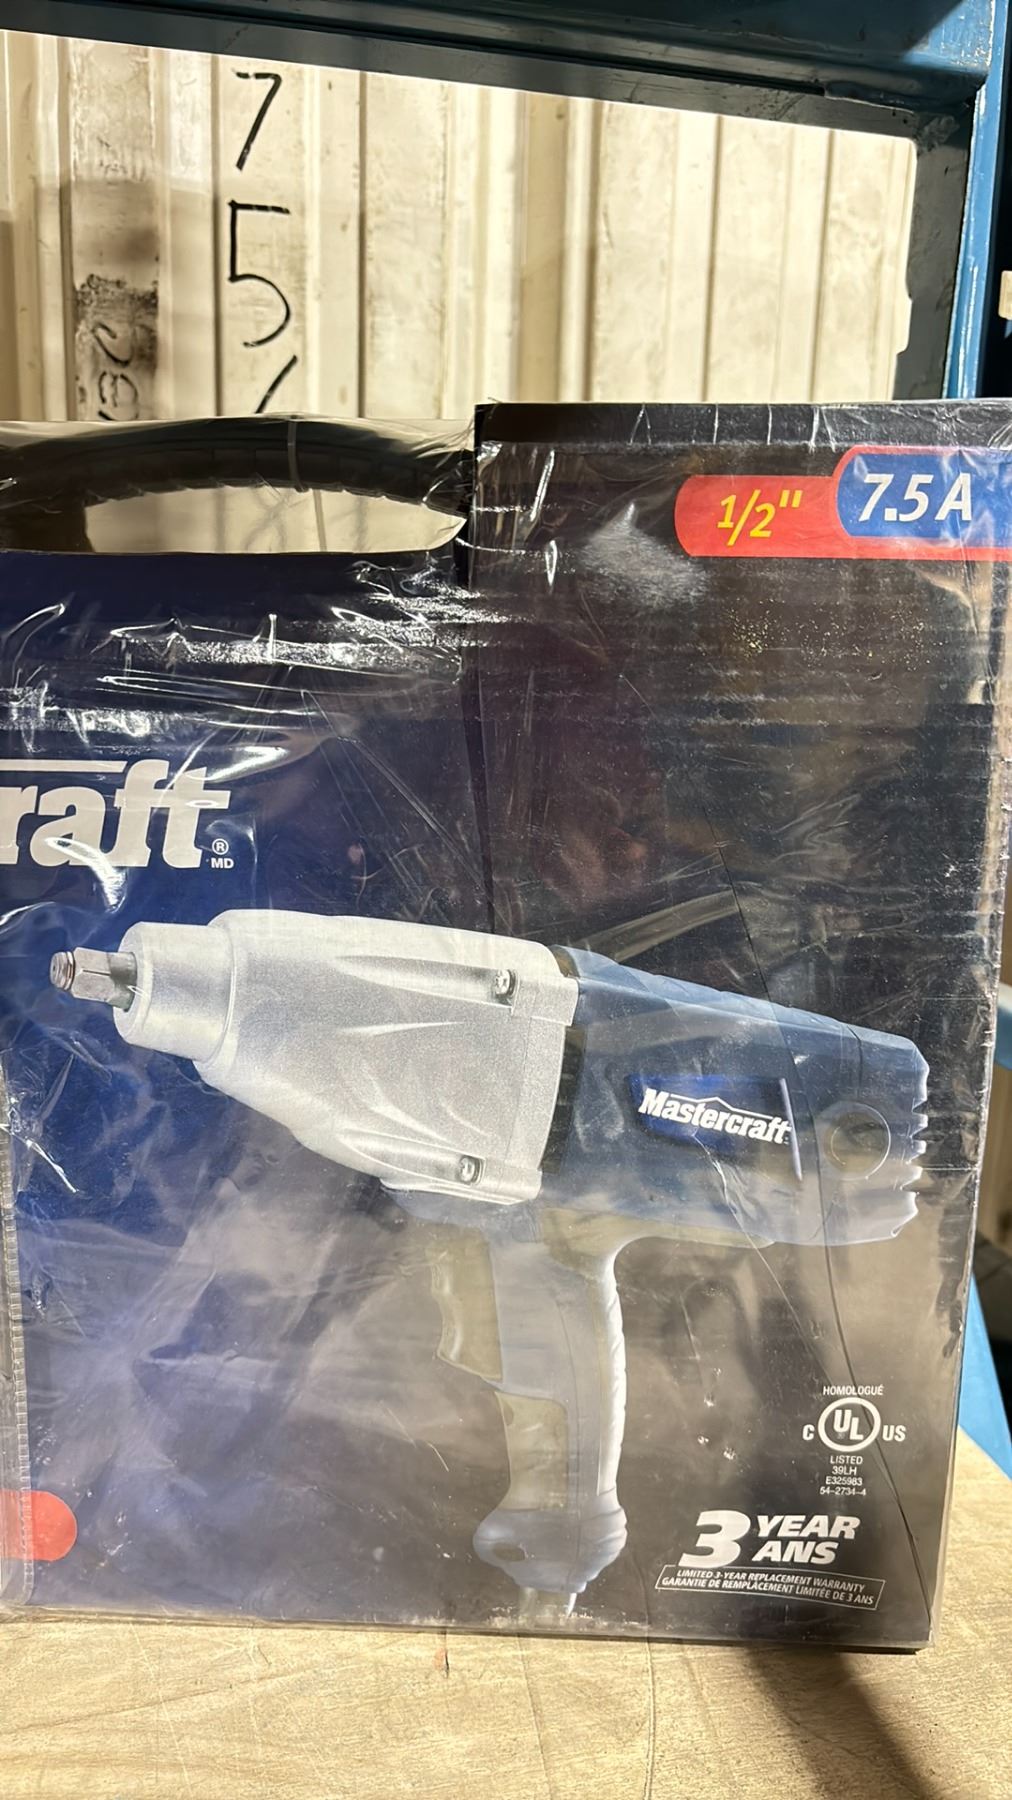 7
5
1/2" 7.5 A
raft
® MD
Mastercraft
HOMOLOGUÉ
C UL US
LISTED
39LH
E325983
54-2734-4
3 YEAR
ANS
LIMITED 3-YEAR REPLACEMENT WARRANTY
GARANTIE DE REMPLACEMENT LIMITÉE DE 3 ANS